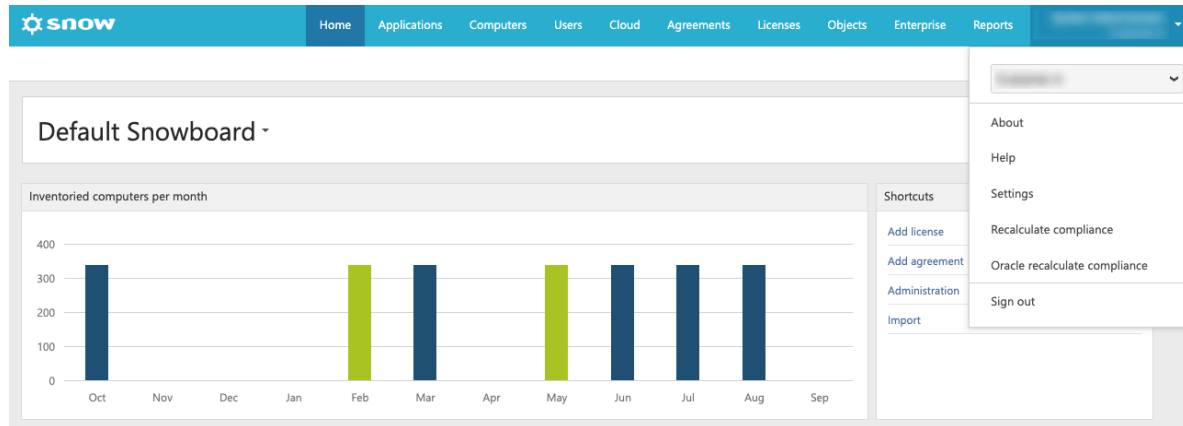 snow
Home Applications Computers Users Cloud Agreements Licenses Objects Enterprise Reports
About
Help
Settings
Recalculate compliance
Oracle recalculate compliance
Sign out
Default Snowboard
Inventoried computers per month
400
300
200
100
0
Oct Nov Dec Jan Feb Mar Apr May Jun Jul Aug Sep
Shortcuts
Add license
Add agreement
Administration
Import